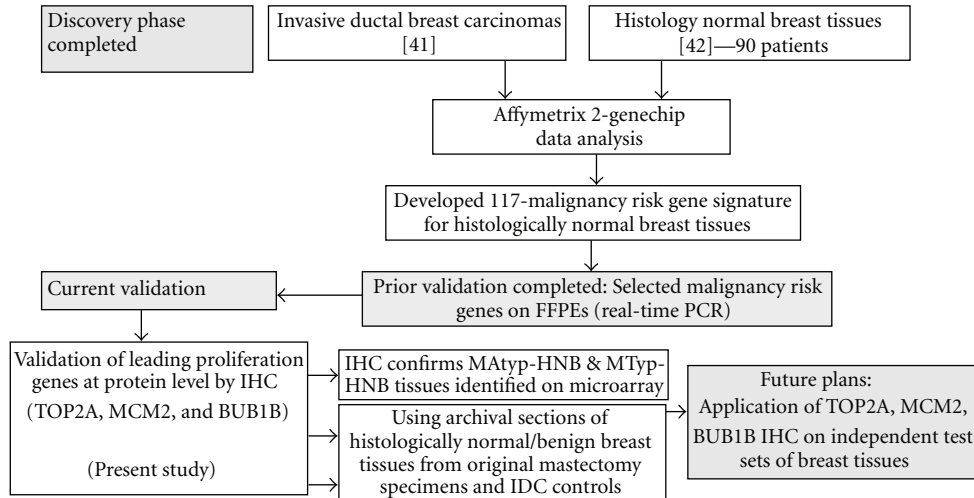 Discovery phase
completed
Invasive ductal breast carcinomas
[41]
Histology normal breast tissues
[42]—90 patients
Affymetrix 2-genechip
data analysis
Developed 117-malignancy risk gene signature
for histologically normal breast tissues
Prior validation completed: Selected malignancy risk
genes on FFPEs (real-time PCR)
Current validation
Validation of leading proliferation
genes at protein level by IHC
(TOP2A, MCM2, and BUB1B)
(Present study)
IHC confirms MAtyp-HNB & MTyp-
HNB tissues identified on microarray
Using archival sections of
histologically normal/benign breast
tissues from original mastectomy
specimens and IDC controls
Future plans:
Application of TOP2A, MCM2,
BUB1B IHC on independent test
sets of breast tissues